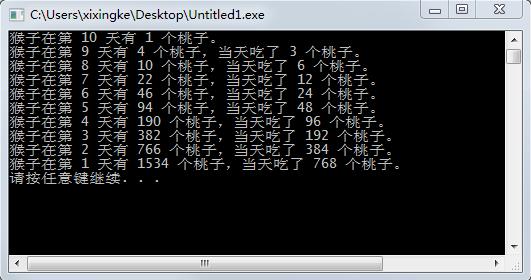 C:\Users\xixingke\Desktop\Untitled1.exe
猴子在第 10 天有 1 个桃子。
猴子在第 9 天有 4 个桃子，当天吃了 3 个桃子。
猴子在第 8 天有 10 个桃子，当天吃了 6 个桃子。
猴子在第 7 天有 22 个桃子，当天吃了 12 个桃子。
猴子在第 6 天有 46 个桃子，当天吃了 24 个桃子。
猴子在第 5 天有 94 个桃子，当天吃了 48 个桃子。
猴子在第 4 天有 190 个桃子，当天吃了 96 个桃子。
猴子在第 3 天有 382 个桃子，当天吃了 192 个桃子。
猴子在第 2 天有 766 个桃子，当天吃了 384 个桃子。
猴子在第 1 天有 1534 个桃子，当天吃了 768 个桃子。
请按任意键继续. . .